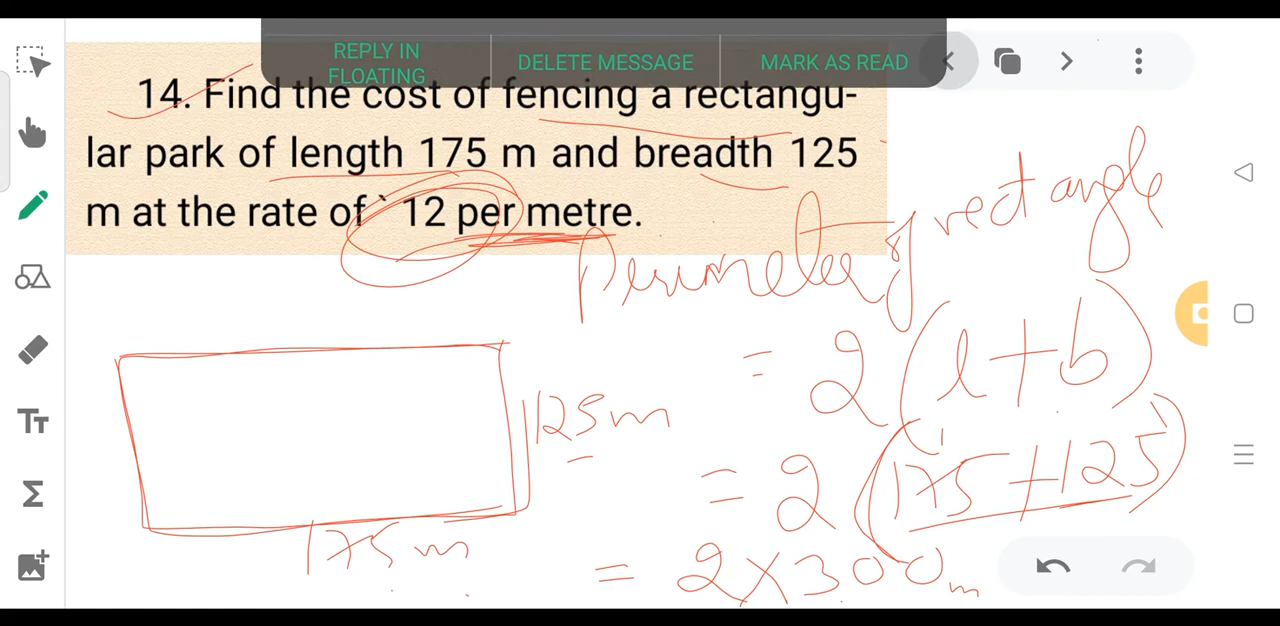 REPLY IN
FLOATING
DELETE MESSAGE
MARK AS READ
14. Find the cost of fencing a rectangu-
lar park of length 175 m and breadth 125
m at the rate of ` 12 per metre.
Perimeter of rectangle
= 2(l+b)
125m
= 2(175+125)
175 m
= 2×300m
Tт
Σ